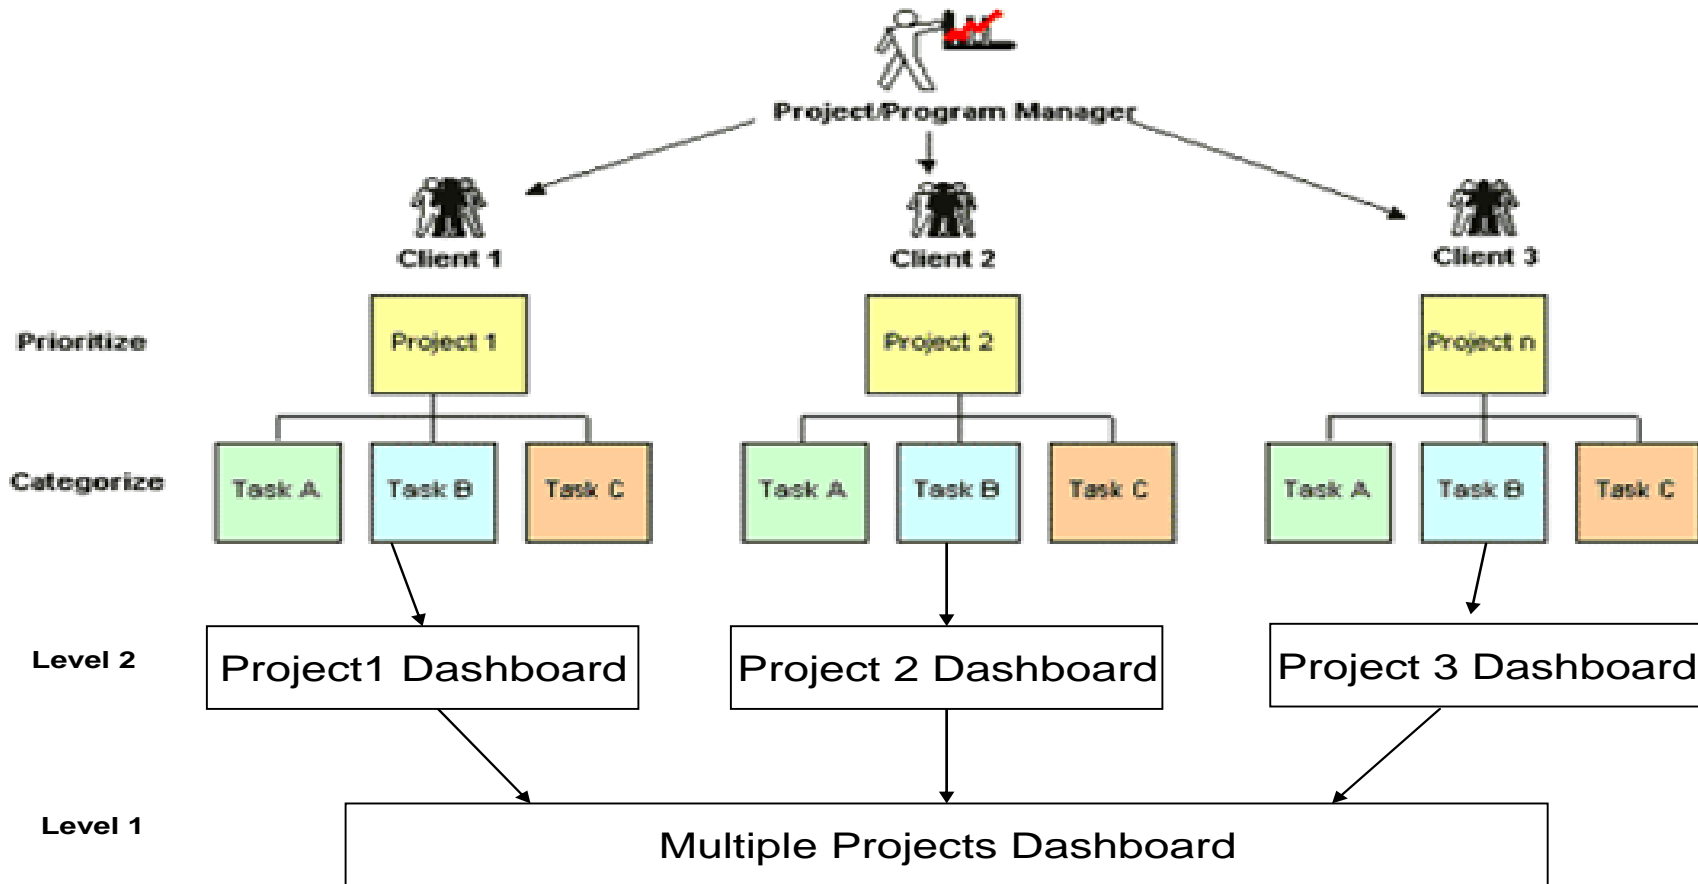 Project/Program Manager
Client 1
Client 2
Client 3
Prioritize
Project 1
Project 2
Project n
Categorize
Task A
Task B
Task C
Task A
Task B
Task C
Task A
Task B
Task C
Level 2
Project1 Dashboard
Project 2 Dashboard
Project 3 Dashboard
Level 1
Multiple Projects Dashboard